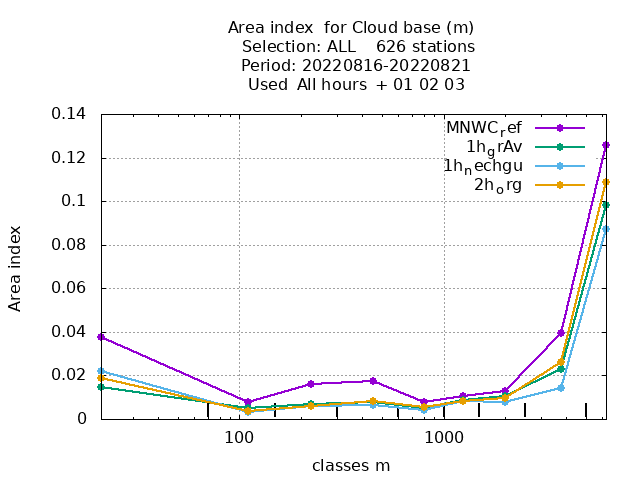 Area index  for Cloud base (m)
Selection: ALL    626 stations
Period: 20220816-20220821
Used  All hours  + 01 02 03
MNWC_ref
1h_grAv
1h_nechgu
2h_org
0.14
0.12
0.1
0.08
0.06
0.04
0.02
0
Area index
100
1000
classes m